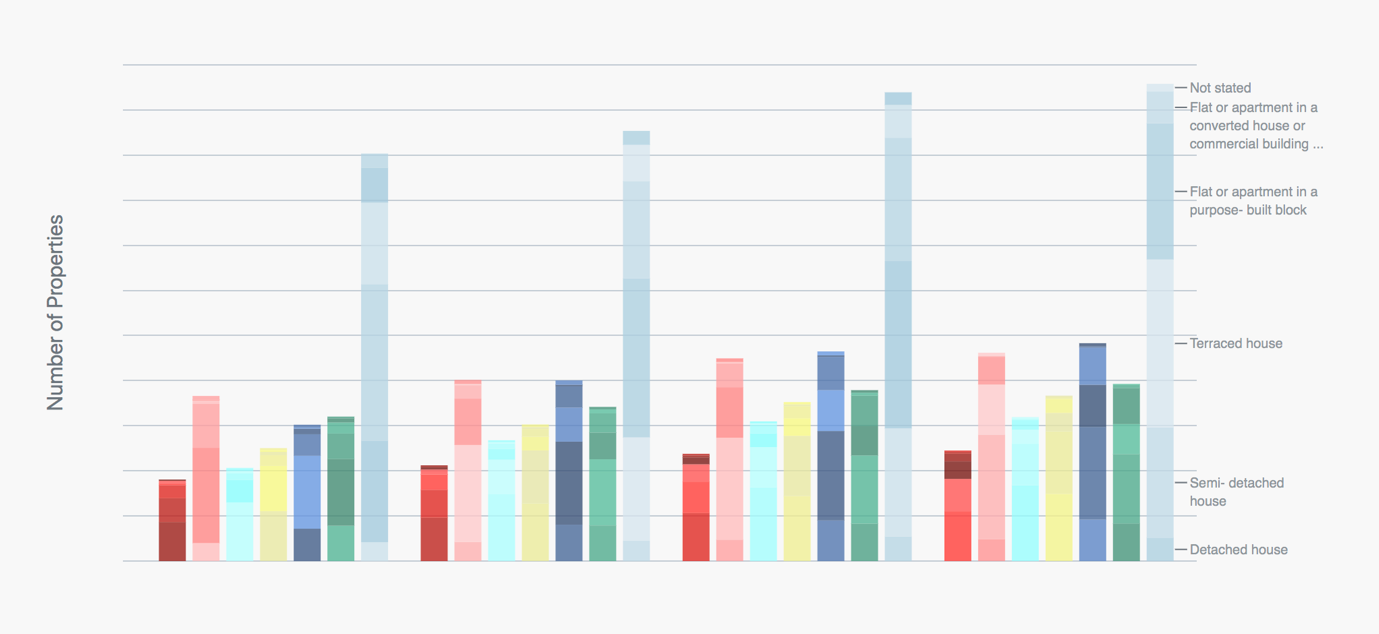 Number of Properties
Not stated
Flat or apartment in a
converted house or
commercial building ...
Flat or apartment in a
purpose- built block
Terraced house
Semi- detached
house
Detached house